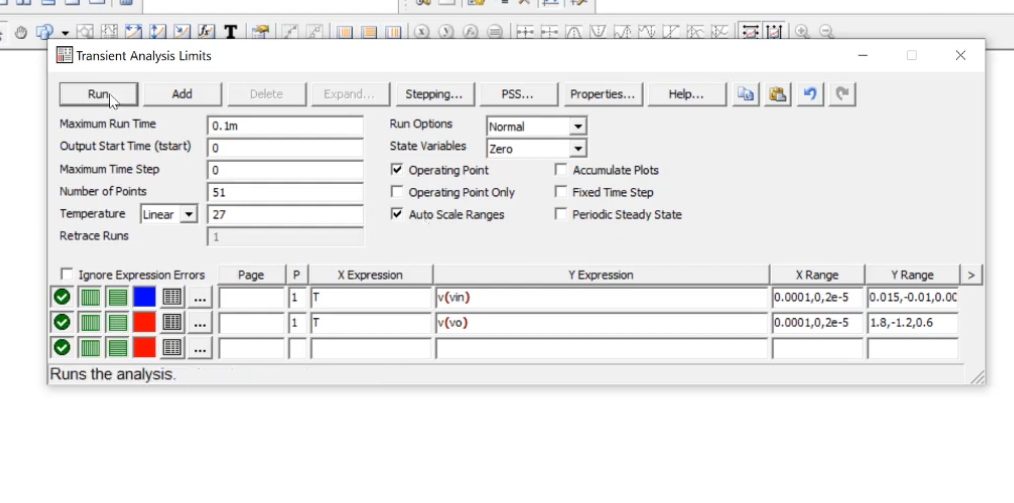 Transient Analysis Limits
Run Add Delete Expand... Stepping... PSS... Properties... Help...
Maximum Run Time 0.1m Run Options Normal
Output Start Time (tstart) 0 State Variables Zero
Maximum Time Step 0 Operating Point Accumulate Plots
Number of Points 51 Operating Point Only Fixed Time Step
Temperature Linear 27 Auto Scale Ranges Periodic Steady State
Retrace Runs 1
Ignore Expression Errors Page P X Expression Y Expression X Range Y Range >
... 1 T v(vin) 0.0001,0,2e-5 0.015,-0.01,0.00
... 1 T v(vo) 0.0001,0,2e-5 1.8,-1.2,0.6
...
Runs the analysis.